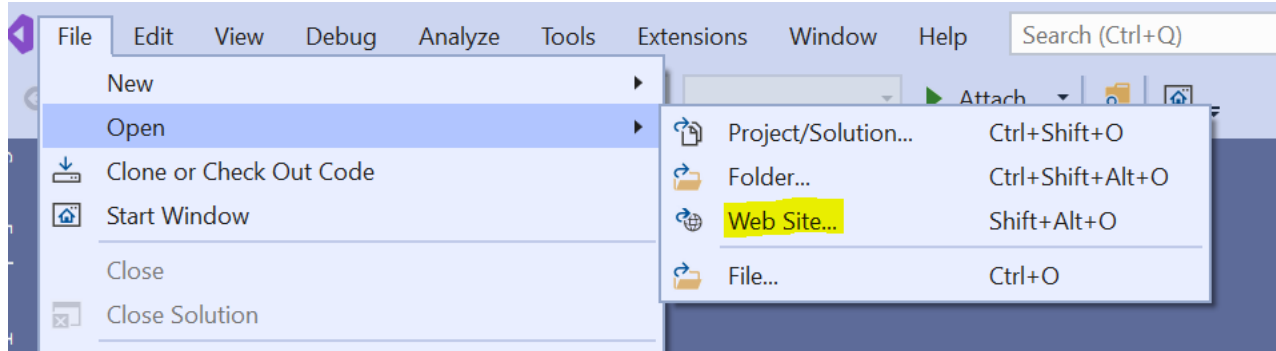 File Edit View Debug Analyze Tools Extensions Window Help Search (Ctrl+Q)
New
Attach
Open
Project/Solution... Ctrl+Shift+O
Clone or Check Out Code
Folder... Ctrl+Shift+Alt+O
Start Window
Web Site... Shift+Alt+O
Close
File... Ctrl+O
Close Solution